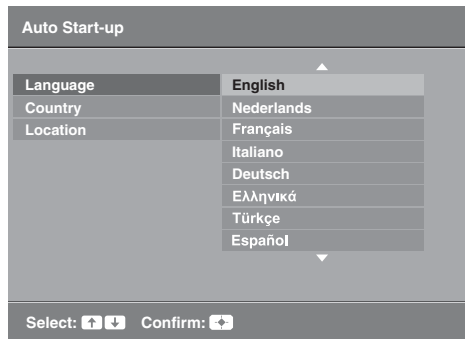 Auto Start-up
Language
Country
Location
English
Nederlands
Français
Italiano
Deutsch
Ελληνικά
Türkçe
Español
Select: Confirm: